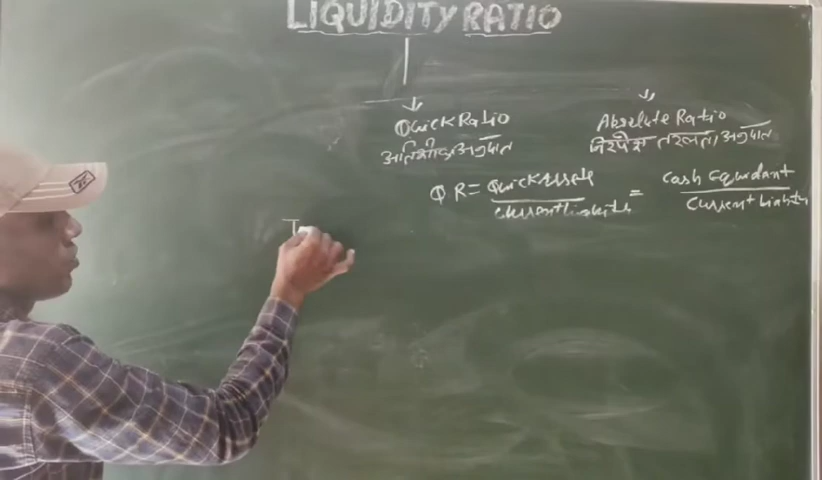 LIQUIDITY RATIO
Quick Ratio
Absolute Ratio
अतिशीघ्र अनुपात
निरपेक्ष तरलता अनुपात
Q R = Quick Assets / Current Liability = Cash Equivalent / Current Liability
T